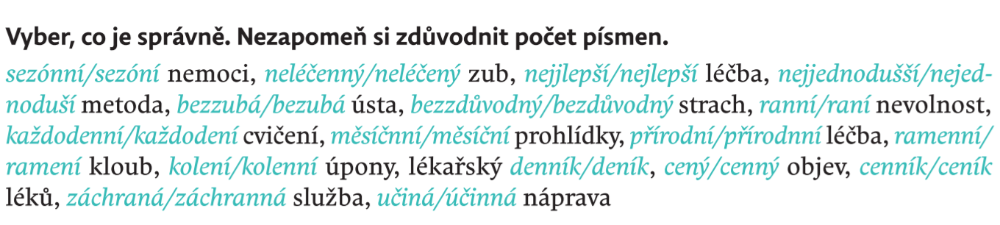 Vyber, co je správně. Nezapomeň si zdůvodnit počet písmen.
sezónní/sezóní nemoci, neléčenný/neléčený zub, nejjlepší/nejlepší léčba, nejjednodušší/nejed-
noduší metoda, bezzubá/bezubá ústa, bezzdůvodný/bezdůvodný strach, ranní/raní nevolnost,
každodenní/každodení cvičení, měsíčnní/měsíční prohlídky, přírodní/přírodnní léčba, ramenní/
ramení kloub, kolení/kolenní úpony, lékařský denník/deník, cený/cenný objev, cenník/ceník
léků, záchraná/záchranná služba, učiná/účinná náprava